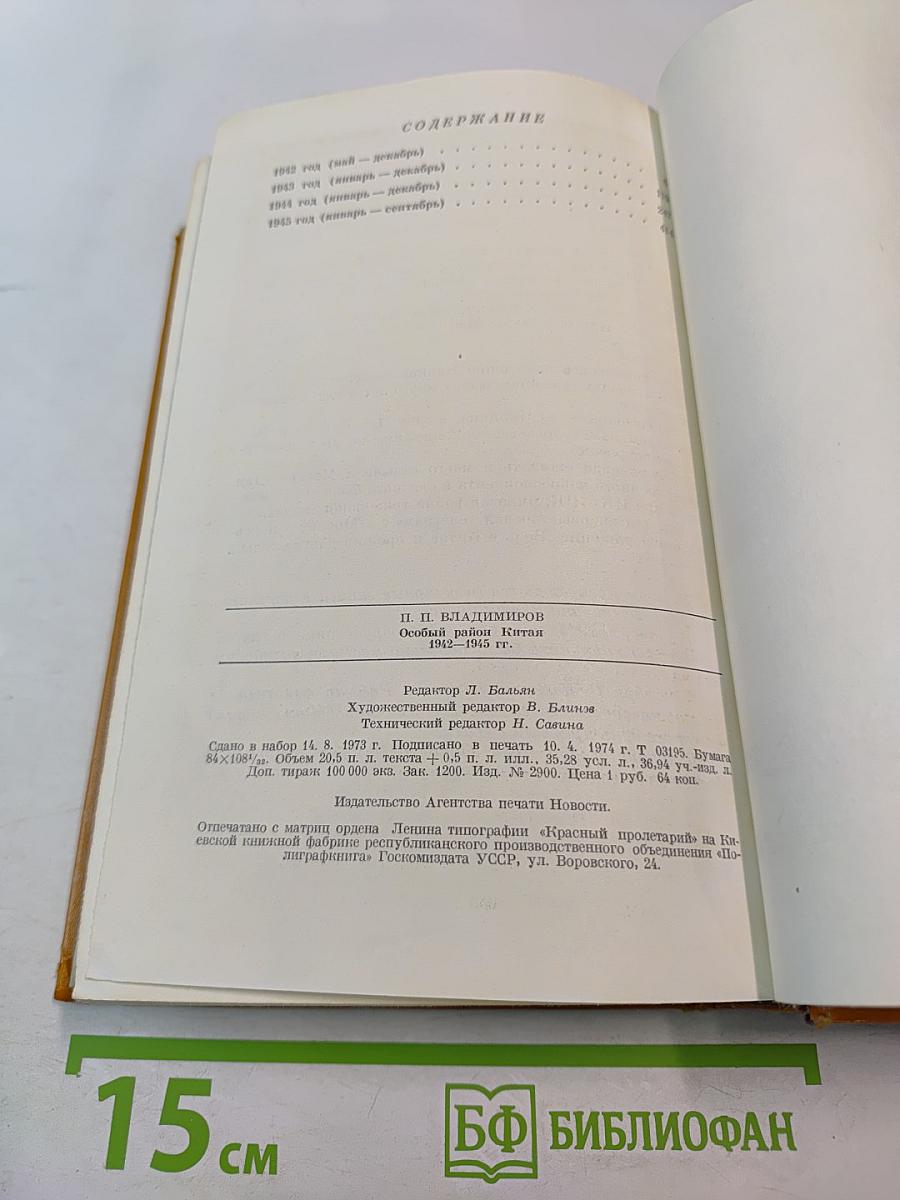 СОДЕРЖАНИЕ
1942 год (май — декабрь) . . . . . . . . . . . . .
1943 год (январь — декабрь) . . . . . . . . . . . .
1944 год (январь — декабрь) . . . . . . . . . . . .
1945 год (январь — сентябрь) . . . . . . . . . . . .
П. П. ВЛАДИМИРОВ
Особый район Китая
1942—1945 гг.
Редактор Л. Бальян
Художественный редактор В. Блинов
Технический редактор Н. Савина
Сдано в набор 14. 8. 1973 г. Подписано в печать 10. 4. 1974 г. Т 03195. Бумага
84×108¹/₃₂. Объем 20,5 п. л. текста + 0,5 п. л. илл., 35,28 усл. л., 36,94 уч.-изд. л.
Доп. тираж 100 000 экз. Зак. 1200. Изд. № 2900. Цена 1 руб. 64 коп.
Издательство Агентства печати Новости.
Отпечатано с матриц ордена Ленина типографии «Красный пролетарий» на Ки-
евской книжной фабрике республиканского производственного объединения «По-
лиграфкнига» Госкомиздата УССР, ул. Воровского, 24.
15 см
БФ БИБЛИОФАН